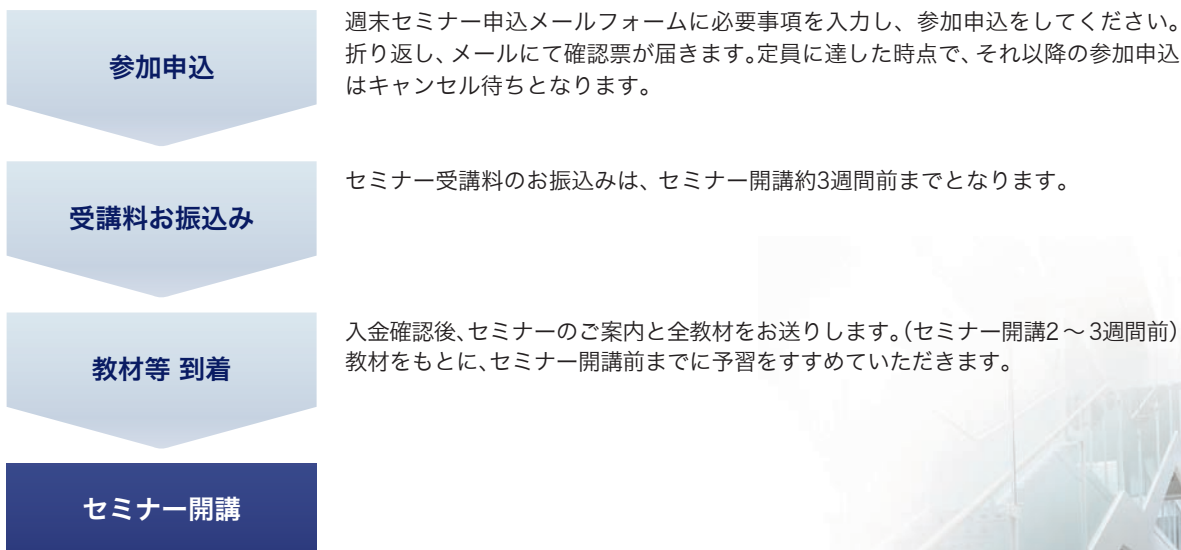 参加申込
週末セミナー申込メールフォームに必要事項を入力し、参加申込をしてください。
折り返し、メールにて確認票が届きます。定員に達した時点で、それ以降の参加申込
はキャンセル待ちとなります。
受講料お振込み
セミナー受講料のお振込みは、セミナー開講約3週間前までとなります。
教材等 到着
入金確認後、セミナーのご案内と全教材をお送りします。（セミナー開講2～3週間前）
教材をもとに、セミナー開講前までに予習をすすめていただきます。
セミナー開講